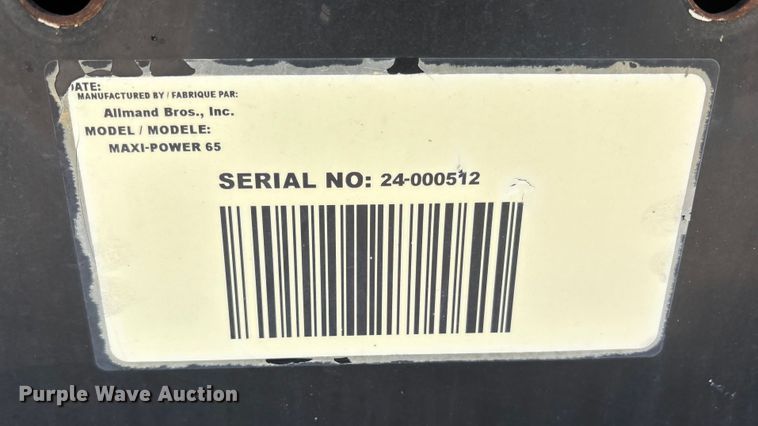 DATE:
MANUFACTURED BY / FABRIQUE PAR:
Allmand Bros., Inc.
MODEL / MODELE:
MAXI-POWER 65
SERIAL NO: 24-000512
Purple Wave Auction